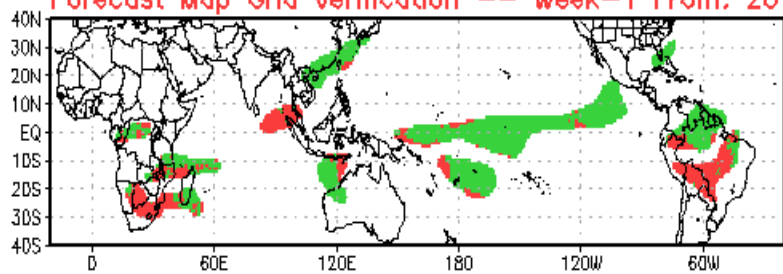 Forecast Map Grid Verification -- Week-1 From: 20
40N
30N
20N
10N
EQ
10S
20S
30S
40S
0 60E 120E 180 120W 60W